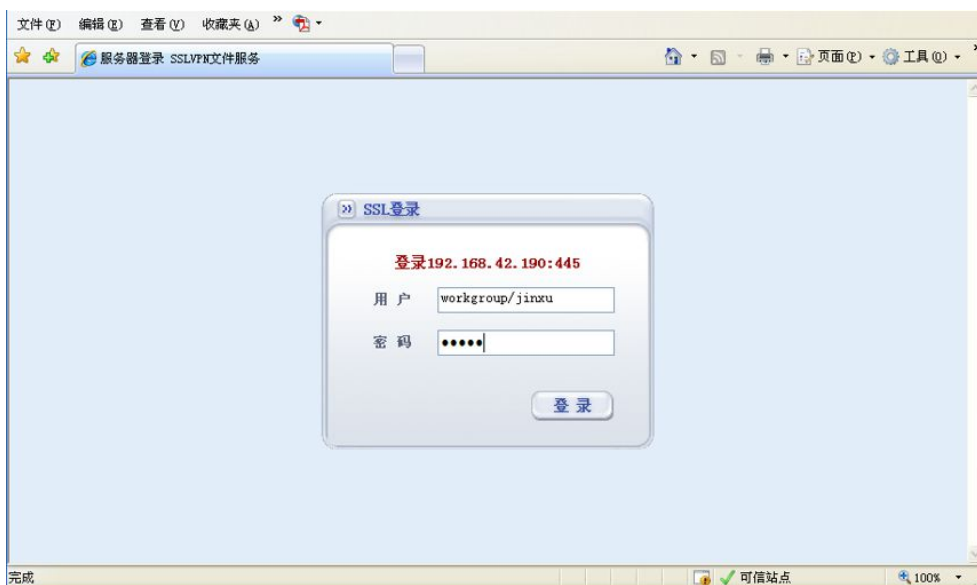 文件(F) 编辑(E) 查看(V) 收藏夹(A) »
服务器登录 SSLVPN文件服务 页面(P) 工具(O)
SSL登录
登录192.168.42.190:445
用 户 workgroup/jinxu
密 码 •••••
登 录
完成 可信站点 100%